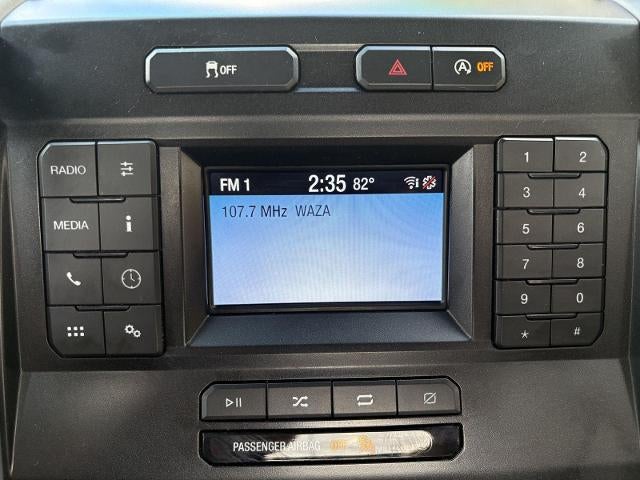 OFF
A OFF
RADIO
MEDIA
i
FM 1 2:35 82°
107.7 MHz WAZA
1 2
3 4
5 6
7 8
9 0
* #
PASSENGER AIRBAG OFF